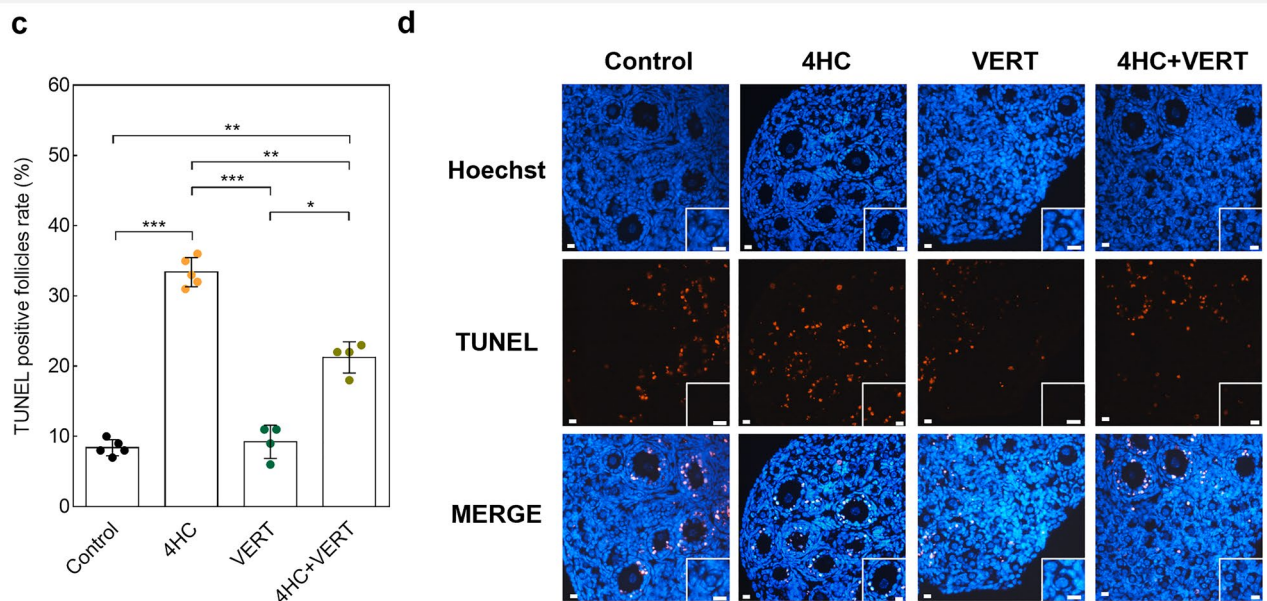 c
d
TUNEL positive follicles rate (%)
60
50
40
30
20
10
0
**
**
***
*
***
Control
4HC
VERT
4HC+VERT
Control 4HC VERT 4HC+VERT
Hoechst
TUNEL
MERGE